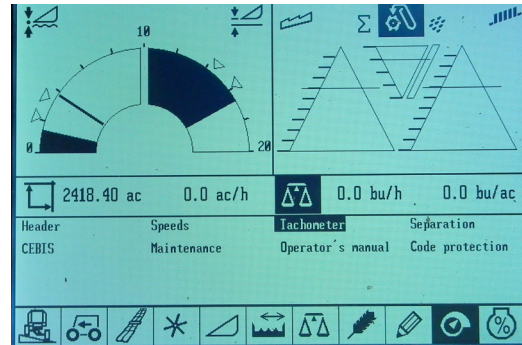 10
0
20
Σ
2418.40 ac 0.0 ac/h 0.0 bu/h 0.0 bu/ac
Header Speeds Tachometer Separation
CEBIS Maintenance Operator's manual Code protection
%